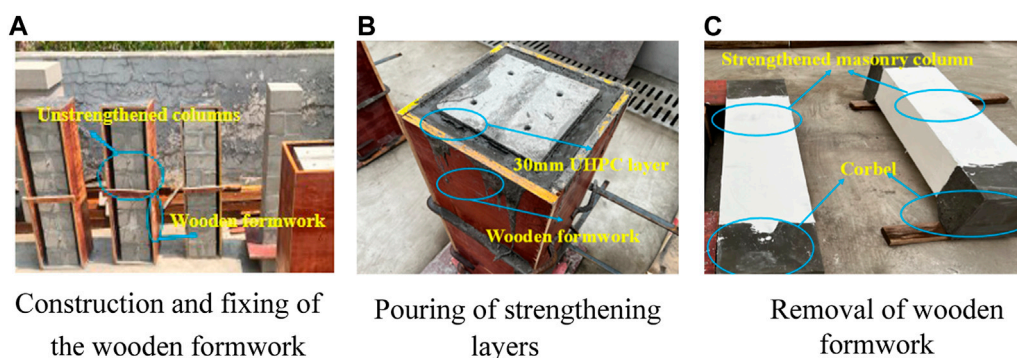 A
Unstrengthened columns
Wooden formwork
Construction and fixing of
the wooden formwork
B
30mm UHPC layer
Wooden formwork
Pouring of strengthening
layers
C
Strengthened masonry column
Corbel
Removal of wooden
formwork